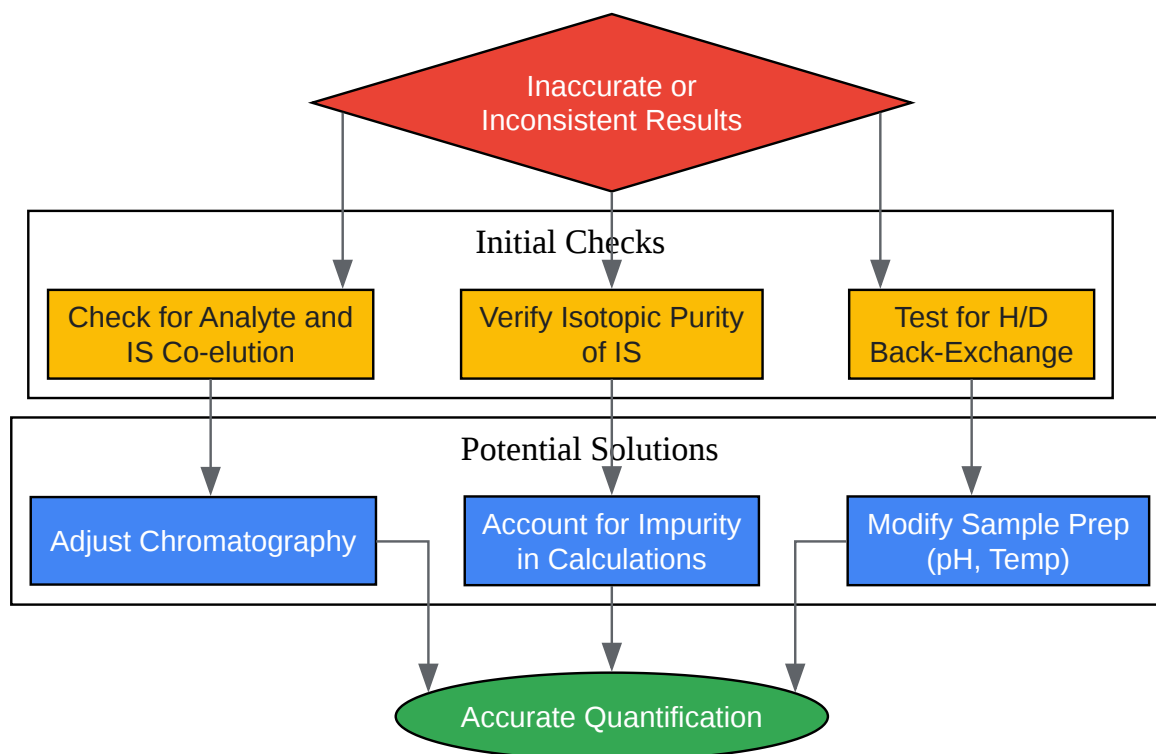 Inaccurate or
Inconsistent Results
Initial Checks
Check for Analyte and
IS Co-elution
Verify Isotopic Purity
of IS
Test for H/D
Back-Exchange
Potential Solutions
Adjust Chromatography
Account for Impurity
in Calculations
Modify Sample Prep
(pH, Temp)
Accurate Quantification